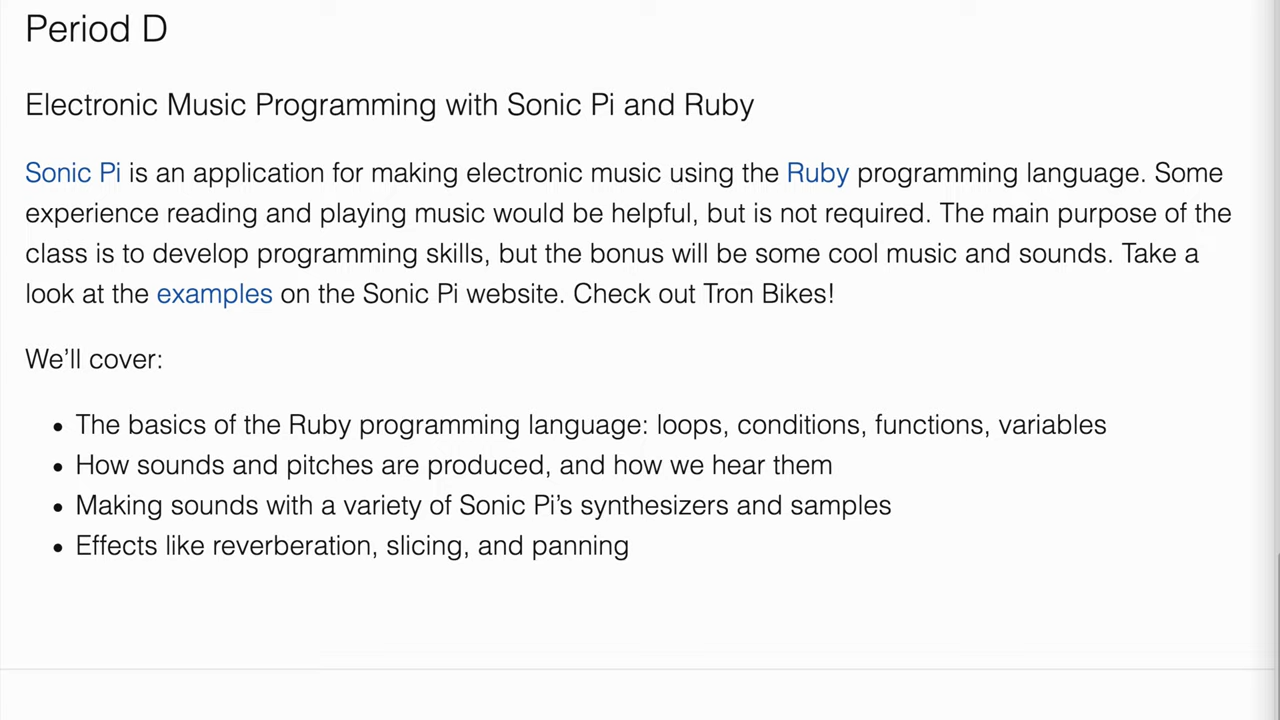 Period D
Electronic Music Programming with Sonic Pi and Ruby
Sonic Pi is an application for making electronic music using the Ruby programming language. Some
experience reading and playing music would be helpful, but is not required. The main purpose of the
class is to develop programming skills, but the bonus will be some cool music and sounds. Take a
look at the examples on the Sonic Pi website. Check out Tron Bikes!
We’ll cover:
• The basics of the Ruby programming language: loops, conditions, functions, variables
• How sounds and pitches are produced, and how we hear them
• Making sounds with a variety of Sonic Pi’s synthesizers and samples
• Effects like reverberation, slicing, and panning